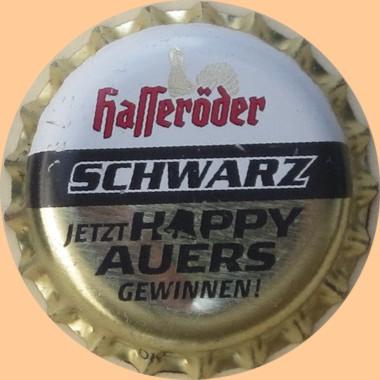 Hasseröder
SCHWARZ
JETZT HAPPY
AUERS
GEWINNEN!